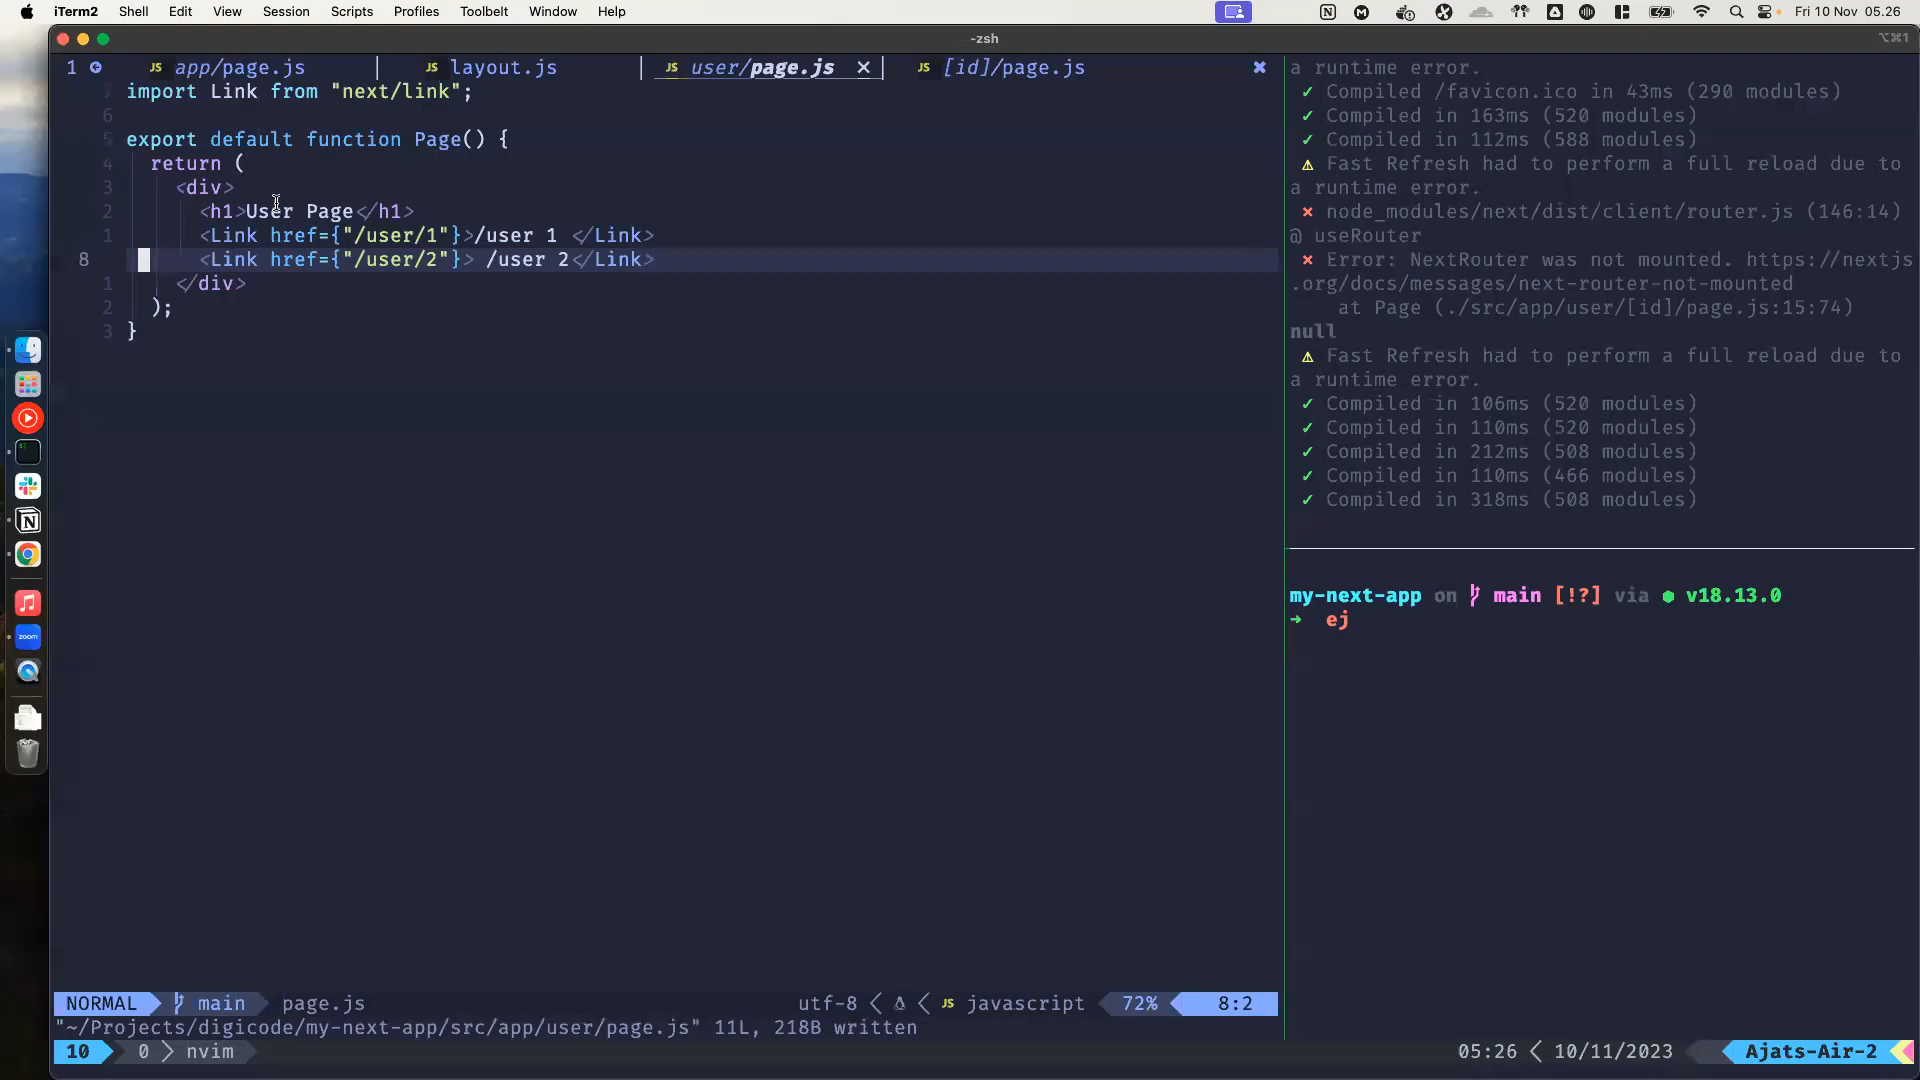 iTerm2 Shell Edit View Session Scripts Profiles Toolbelt Window Help Fri 10 Nov 05.26
-zsh ⌥⌘1
1 JS app/page.js JS layout.js JS user/page.js ✕ JS [id]/page.js ✖
7 import Link from "next/link";
6
5 export default function Page() {
4 return (
3 <div>
2 <h1>User Page</h1>
1 <Link href={"/user/1"}>/user 1 </Link>
8 <Link href={"/user/2"}> /user 2</Link>
1 </div>
2 );
3 }
NORMAL main page.js utf-8 < < JS javascript 72% 8:2
"~/Projects/digicode/my-next-app/src/app/user/page.js" 11L, 218B written
a runtime error.
✓ Compiled /favicon.ico in 43ms (290 modules)
✓ Compiled in 163ms (520 modules)
✓ Compiled in 112ms (588 modules)
⚠ Fast Refresh had to perform a full reload due to
a runtime error.
⨯ node_modules/next/dist/client/router.js (146:14)
@ useRouter
⨯ Error: NextRouter was not mounted. https://nextjs
.org/docs/messages/next-router-not-mounted
at Page (./src/app/user/[id]/page.js:15:74)
null
⚠ Fast Refresh had to perform a full reload due to
a runtime error.
✓ Compiled in 106ms (520 modules)
✓ Compiled in 110ms (520 modules)
✓ Compiled in 212ms (508 modules)
✓ Compiled in 110ms (466 modules)
✓ Compiled in 318ms (508 modules)
my-next-app on main [!?] via v18.13.0
→ ej
10 0 > nvim 05:26 < 10/11/2023 Ajats-Air-2
zoom